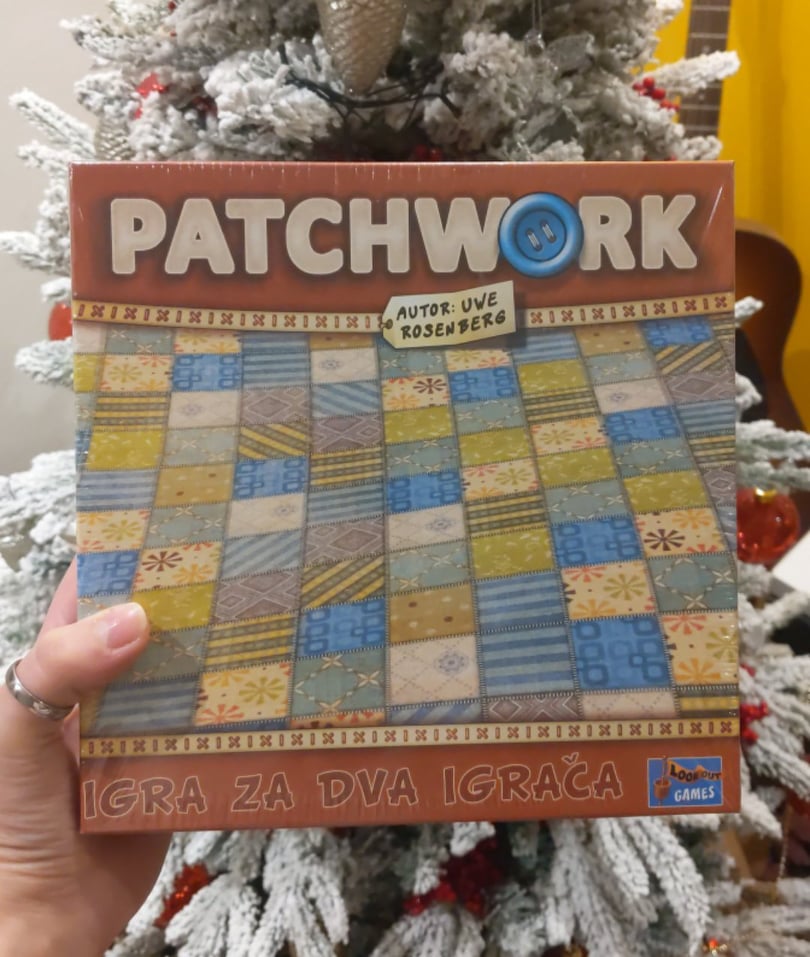 PATCHWORK
AUTOR: UWE
ROSENBERG
IGRA ZA DVA IGRAČA
LOOKOUT
GAMES